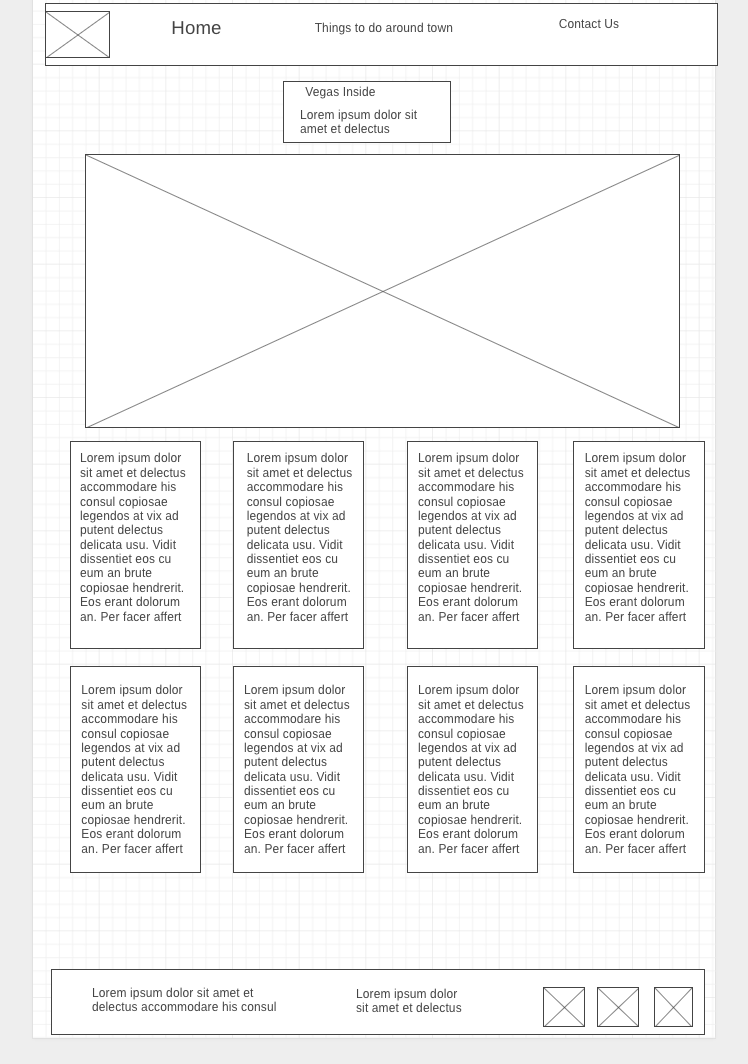 Home
Things to do around town
Contact Us
Vegas Inside
Lorem ipsum dolor sit
amet et delectus
Lorem ipsum dolor
sit amet et delectus
accommodare his
consul copiosae
legendos at vix ad
putent delectus
delicata usu. Vidit
dissentiet eos cu
eum an brute
copiosae hendrerit.
Eos erant dolorum
an. Per facer affert
Lorem ipsum dolor
sit amet et delectus
accommodare his
consul copiosae
legendos at vix ad
putent delectus
delicata usu. Vidit
dissentiet eos cu
eum an brute
copiosae hendrerit.
Eos erant dolorum
an. Per facer affert
Lorem ipsum dolor
sit amet et delectus
accommodare his
consul copiosae
legendos at vix ad
putent delectus
delicata usu. Vidit
dissentiet eos cu
eum an brute
copiosae hendrerit.
Eos erant dolorum
an. Per facer affert
Lorem ipsum dolor
sit amet et delectus
accommodare his
consul copiosae
legendos at vix ad
putent delectus
delicata usu. Vidit
dissentiet eos cu
eum an brute
copiosae hendrerit.
Eos erant dolorum
an. Per facer affert
Lorem ipsum dolor
sit amet et delectus
accommodare his
consul copiosae
legendos at vix ad
putent delectus
delicata usu. Vidit
dissentiet eos cu
eum an brute
copiosae hendrerit.
Eos erant dolorum
an. Per facer affert
Lorem ipsum dolor
sit amet et delectus
accommodare his
consul copiosae
legendos at vix ad
putent delectus
delicata usu. Vidit
dissentiet eos cu
eum an brute
copiosae hendrerit.
Eos erant dolorum
an. Per facer affert
Lorem ipsum dolor
sit amet et delectus
accommodare his
consul copiosae
legendos at vix ad
putent delectus
delicata usu. Vidit
dissentiet eos cu
eum an brute
copiosae hendrerit.
Eos erant dolorum
an. Per facer affert
Lorem ipsum dolor
sit amet et delectus
accommodare his
consul copiosae
legendos at vix ad
putent delectus
delicata usu. Vidit
dissentiet eos cu
eum an brute
copiosae hendrerit.
Eos erant dolorum
an. Per facer affert
Lorem ipsum dolor sit amet et
delectus accommodare his consul
Lorem ipsum dolor
sit amet et delectus